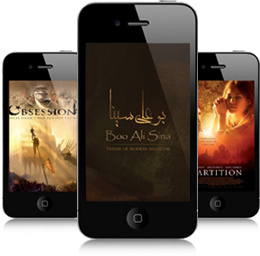 OBSESSION
بو علی سینا
Boo Ali Sina
FATHER OF MODERN MEDICINE
ARTITION